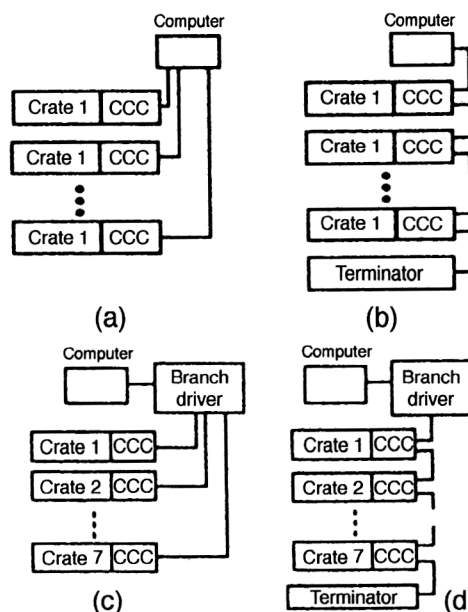 Computer
Crate 1 CCC
Crate 1 CCC
Crate 1 CCC
(a)
Computer
Crate 1 CCC
Crate 1 CCC
Crate 1 CCC
Terminator
(b)
Computer
Branch
driver
Crate 1 CCC
Crate 2 CCC
Crate 7 CCC
(c)
Computer
Branch
driver
Crate 1 CCC
Crate 2 CCC
Crate 7 CCC
Terminator
(d